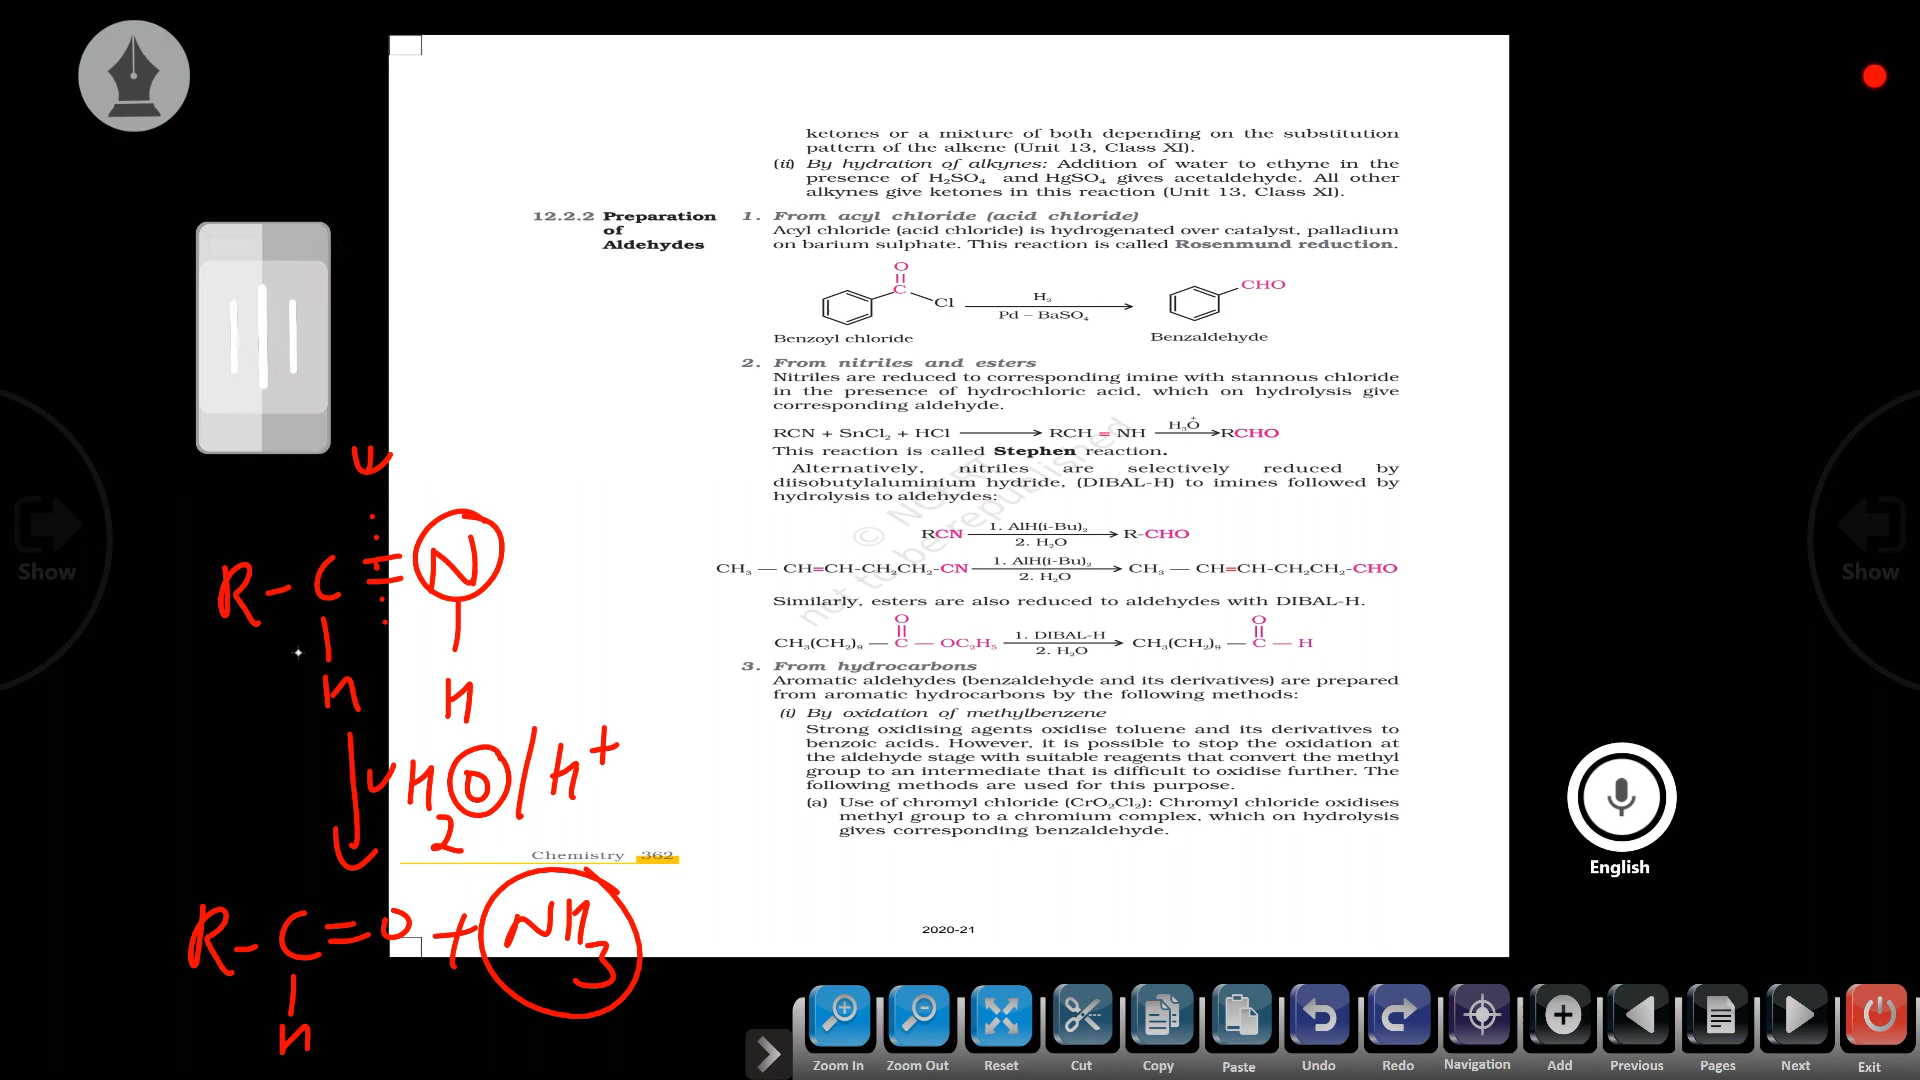 ketones or a mixture of both depending on the substitution
pattern of the alkene (Unit 13, Class XI).
(ii) By hydration of alkynes: Addition of water to ethyne in the
presence of H₂SO₄ and HgSO₄ gives acetaldehyde. All other
alkynes give ketones in this reaction (Unit 13, Class XI).
12.2.2 Preparation
of
Aldehydes
1. From acyl chloride (acid chloride)
Acyl chloride (acid chloride) is hydrogenated over catalyst, palladium
on barium sulphate. This reaction is called Rosenmund reduction.
O
C
Cl
H₂
Pd – BaSO₄
CHO
Benzoyl chloride
Benzaldehyde
2. From nitriles and esters
Nitriles are reduced to corresponding imine with stannous chloride
in the presence of hydrochloric acid, which on hydrolysis give
corresponding aldehyde.
RCN + SnCl₂ + HCl ⟶ RCH = NH H₃O⁺ ⟶ RCHO
This reaction is called Stephen reaction.
Alternatively, nitriles are selectively reduced by
diisobutylaluminium hydride, (DIBAL-H) to imines followed by
hydrolysis to aldehydes:
RCN 1. AlH(i-Bu)₂ 2. H₂O ⟶ R-CHO
CH₃ — CH=CH-CH₂CH₂-CN 1. AlH(i-Bu)₂ 2. H₂O ⟶ CH₃ — CH=CH-CH₂CH₂-CHO
Similarly, esters are also reduced to aldehydes with DIBAL-H.
O O
CH₃(CH₂)₉ — C — OC₂H₅ 1. DIBAL-H 2. H₂O ⟶ CH₃(CH₂)₉ — C — H
3. From hydrocarbons
Aromatic aldehydes (benzaldehyde and its derivatives) are prepared
from aromatic hydrocarbons by the following methods:
(i) By oxidation of methylbenzene
Strong oxidising agents oxidise toluene and its derivatives to
benzoic acids. However, it is possible to stop the oxidation at
the aldehyde stage with suitable reagents that convert the methyl
group to an intermediate that is difficult to oxidise further. The
following methods are used for this purpose.
(a) Use of chromyl chloride (CrO₂Cl₂): Chromyl chloride oxidises
methyl group to a chromium complex, which on hydrolysis
gives corresponding benzaldehyde.
Chemistry 362
2020-21
© NCERT
not to be republished
R - C = N
H H
H₂O / H⁺
R - C = O + NH₃
H
Show
Show
English
Zoom In Zoom Out Reset Cut Copy Paste Undo Redo Navigation Add Previous Pages Next Exit